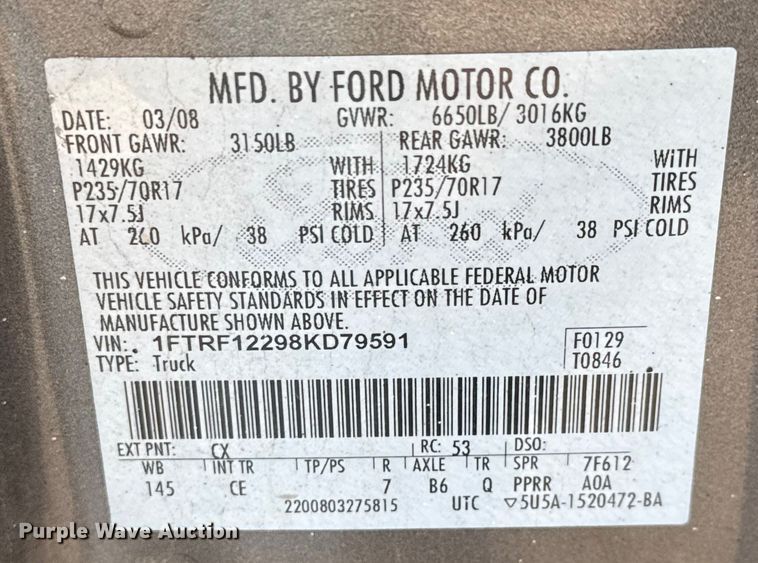 MFD. BY FORD MOTOR CO.
DATE: 03/08 GVWR: 6650LB/ 3016KG
FRONT GAWR: 3150LB REAR GAWR: 3800LB
1429KG WITH 1724KG WITH
P235/70R17 TIRES P235/70R17 TIRES
17x7.5J RIMS 17x7.5J RIMS
AT 260 kPa/ 38 PSI COLD AT 260 kPa/ 38 PSI COLD
THIS VEHICLE CONFORMS TO ALL APPLICABLE FEDERAL MOTOR
VEHICLE SAFETY STANDARDS IN EFFECT ON THE DATE OF
MANUFACTURE SHOWN ABOVE.
VIN: 1FTRF12298KD79591 F0129
TYPE: Truck T0846
EXT PNT: CX RC: 53 DSO:
WB INT TR TP/PS R AXLE TR SPR 7F612
145 CE 7 B6 Q PPRR A0A
2200803275815 UTC ▽5U5A-1520472-BA
Purple Wave Auction